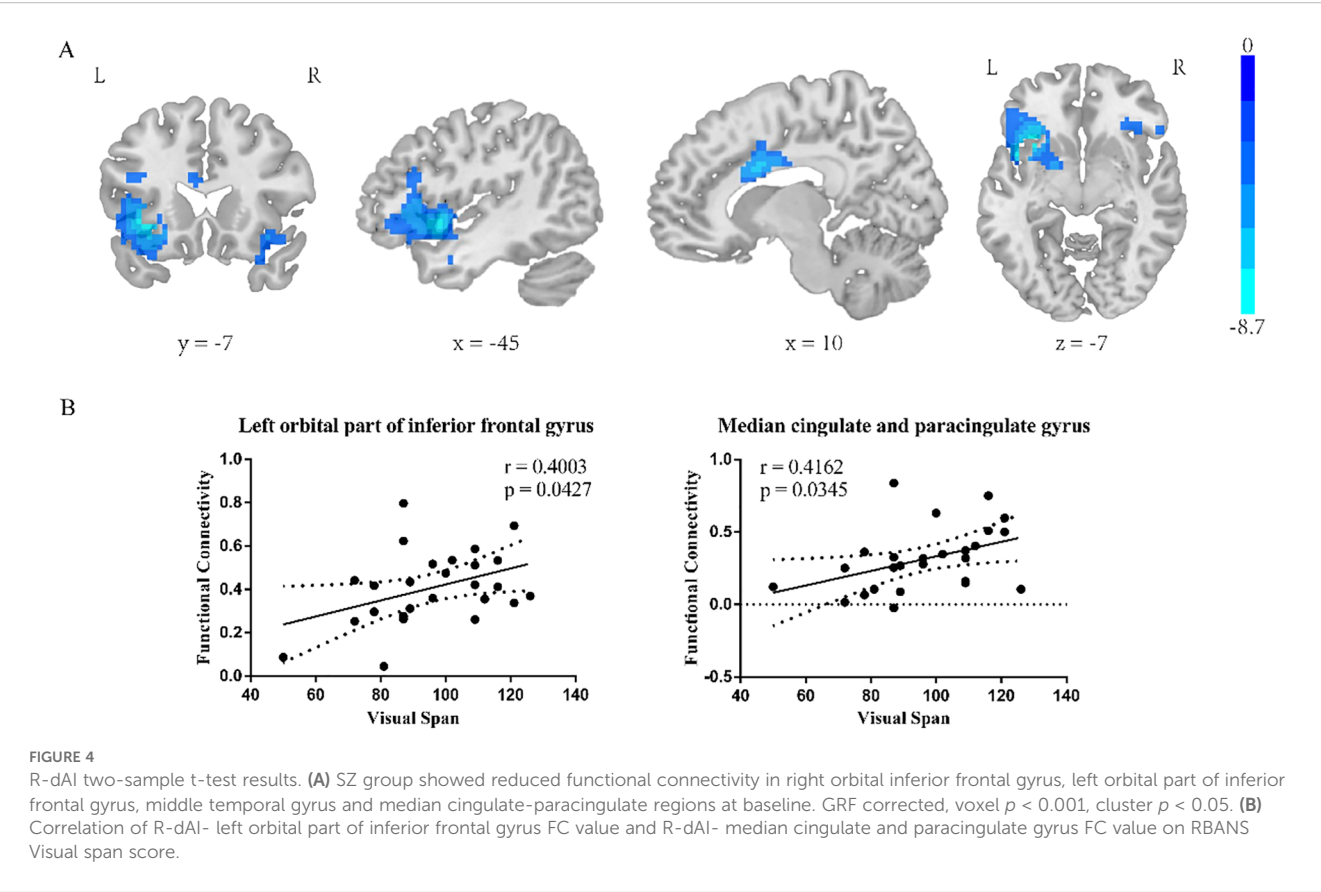 A
L R
L R
0
-8.7
y = -7
x = -45
x = 10
z = -7
B
Left orbital part of inferior frontal gyrus
r = 0.4003
p = 0.0427
Functional Connectivity
1.0
0.8
0.6
0.4
0.2
0.0
40 60 80 100 120 140
Visual Span
Median cingulate and paracingulate gyrus
r = 0.4162
p = 0.0345
Functional Connectivity
1.0
0.5
0.0
-0.5
40 60 80 100 120 140
Visual Span
FIGURE 4
R-dAI two-sample t-test results. (A) SZ group showed reduced functional connectivity in right orbital inferior frontal gyrus, left orbital part of inferior
frontal gyrus, middle temporal gyrus and median cingulate-paracingulate regions at baseline. GRF corrected, voxel p < 0.001, cluster p < 0.05. (B)
Correlation of R-dAI- left orbital part of inferior frontal gyrus FC value and R-dAI- median cingulate and paracingulate gyrus FC value on RBANS
Visual span score.